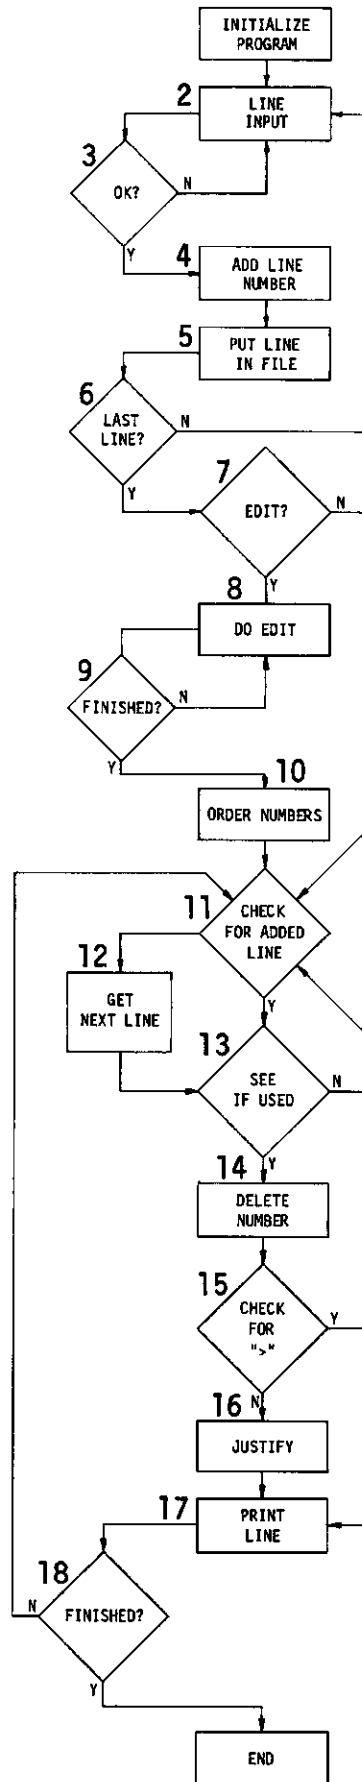 INITIALIZE
PROGRAM
2
LINE
INPUT
3
OK?
N
Y
4
ADD LINE
NUMBER
5
PUT LINE
IN FILE
6
LAST
LINE?
N
Y
7
EDIT?
N
Y
8
DO EDIT
9
FINISHED?
N
Y
10
ORDER NUMBERS
11
CHECK
FOR ADDED
LINE
Y
12
GET
NEXT LINE
13
SEE
IF USED
N
Y
14
DELETE
NUMBER
15
CHECK
FOR
">"
Y
N
16
JUSTIFY
17
PRINT
LINE
18
FINISHED?
N
Y
END